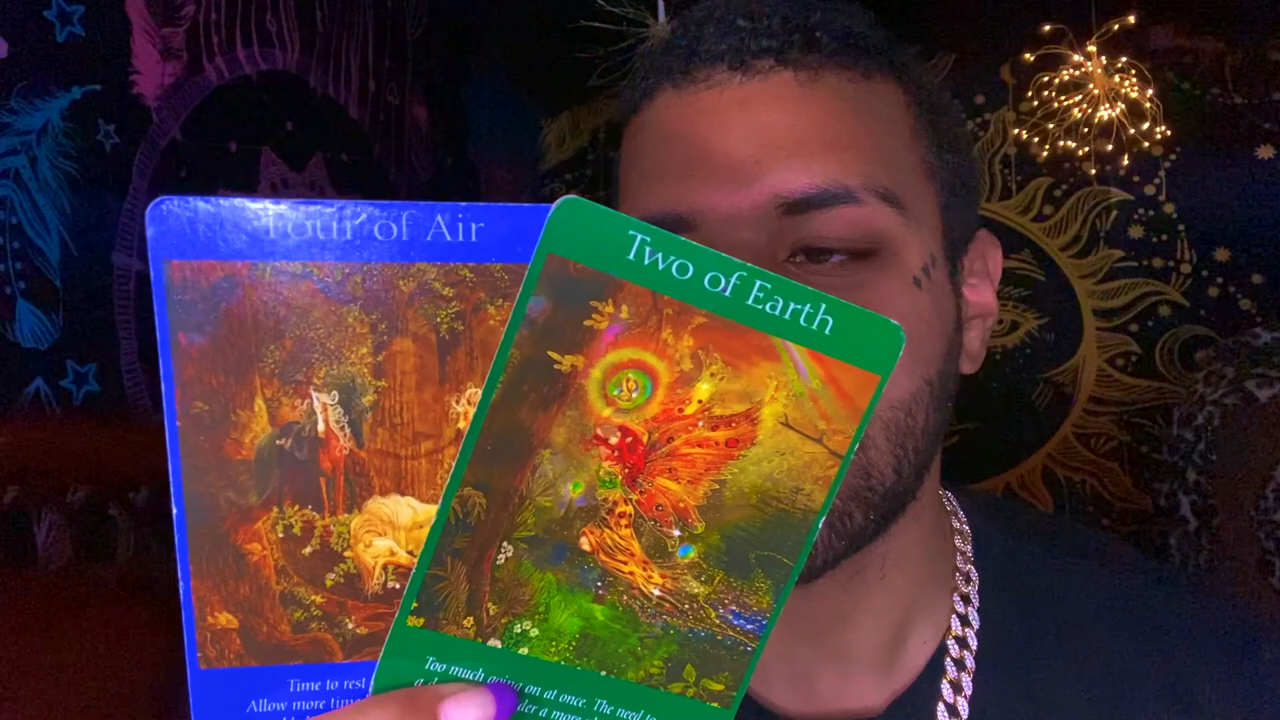 Four of Air
Time to rest
Allow more time
Two of Earth
Too much going on at once. The need to
a more